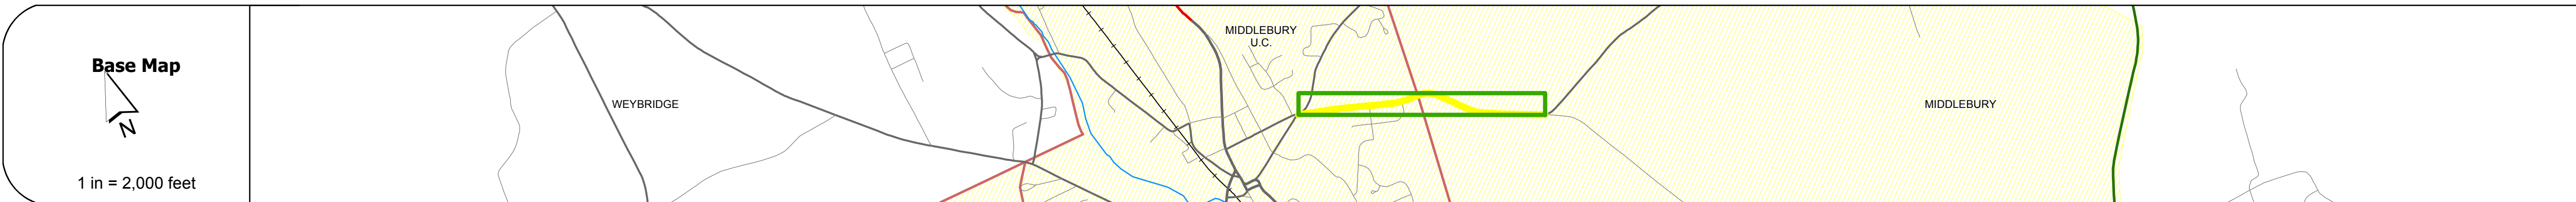 Base Map
N
1 in = 2,000 feet
WEYBRIDGE
MIDDLEBURY
U.C.
MIDDLEBURY